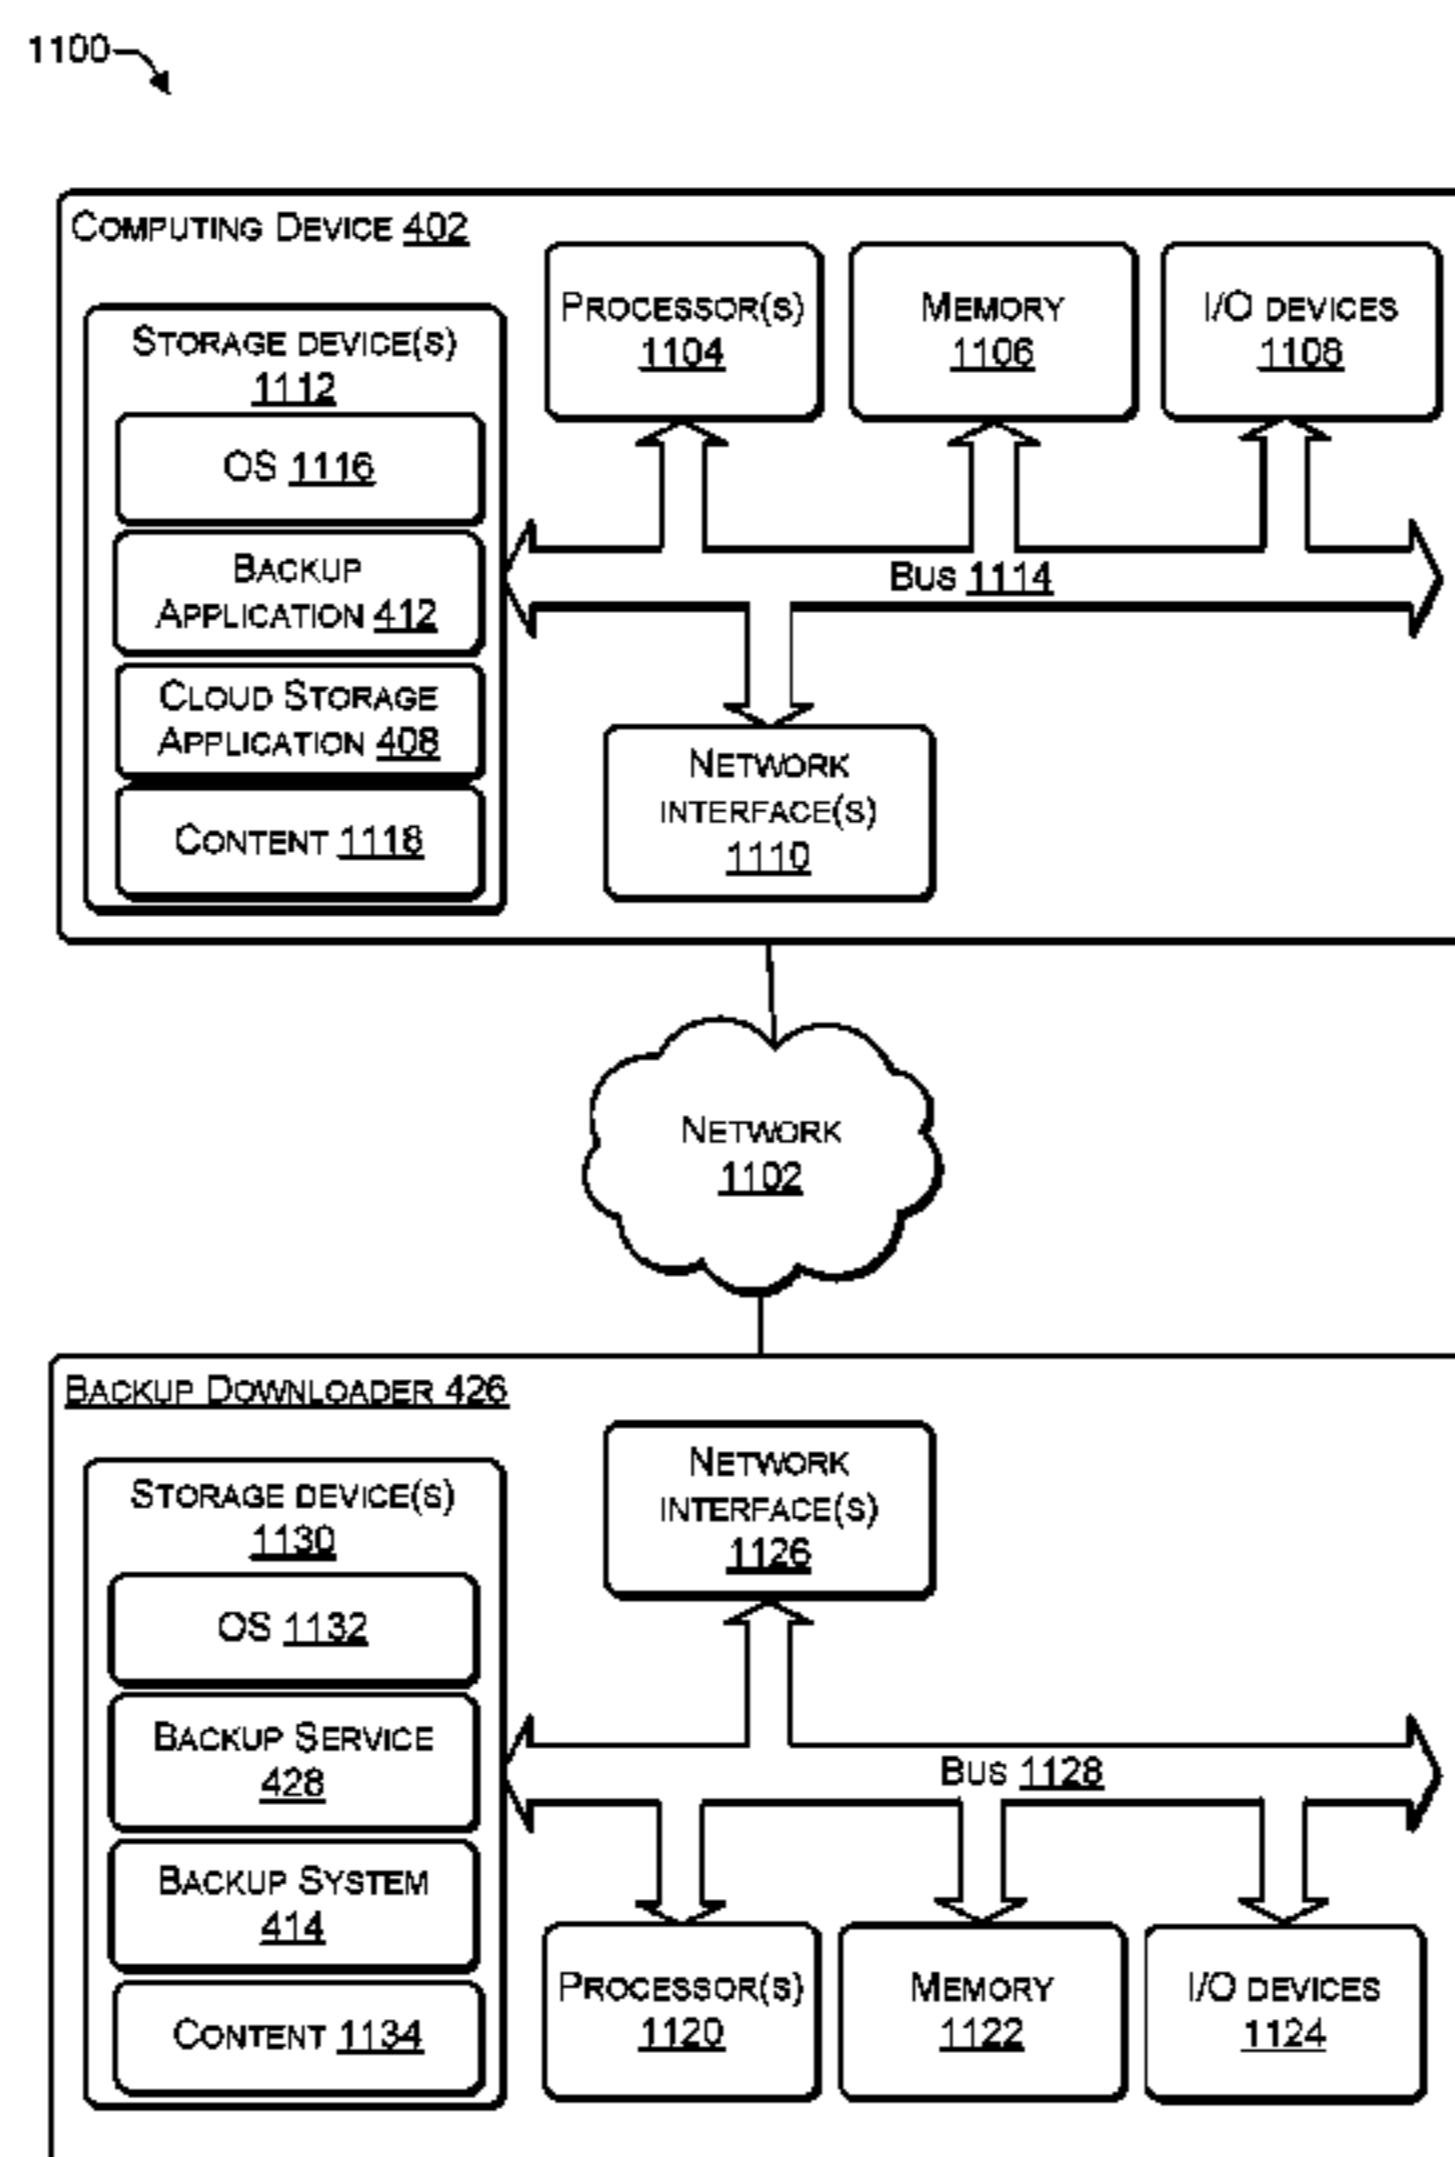 1100
COMPUTING DEVICE 402
STORAGE DEVICE(S)
1112
OS 1116
BACKUP
APPLICATION 412
CLOUD STORAGE
APPLICATION 408
CONTENT 1118
PROCESSOR(S)
1104
MEMORY
1106
I/O DEVICES
1108
BUS 1114
NETWORK
INTERFACE(S)
1110
NETWORK
1102
BACKUP DOWNLOADER 426
STORAGE DEVICE(S)
1130
OS 1132
BACKUP SERVICE
428
BACKUP SYSTEM
414
CONTENT 1134
NETWORK
INTERFACE(S)
1126
BUS 1128
PROCESSOR(S)
1120
MEMORY
1122
I/O DEVICES
1124